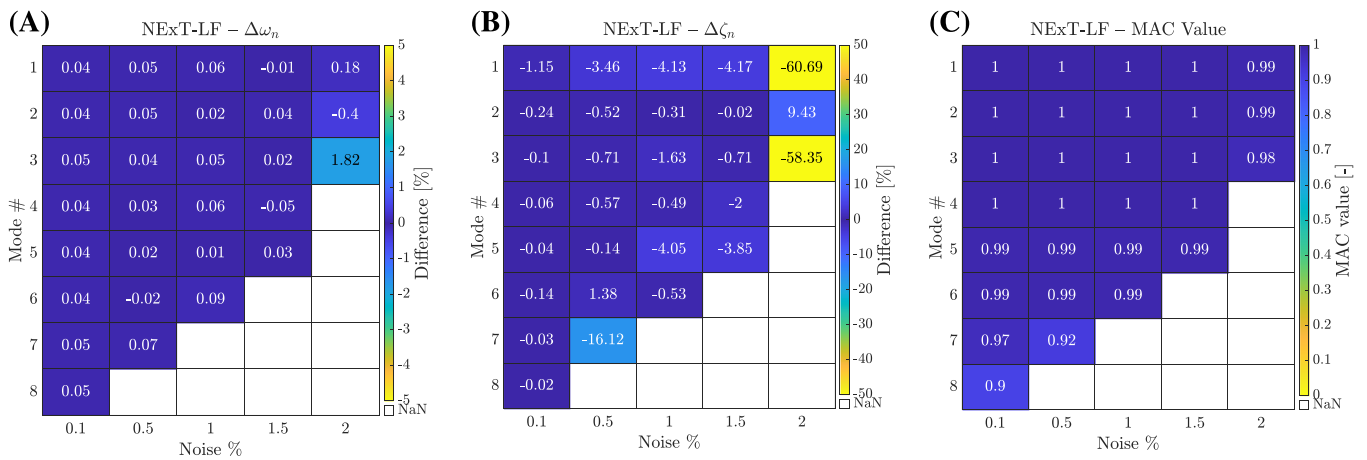 (A)
NExT-LF – Δωn
Mode #
1 0.04 0.05 0.06 -0.01 0.18
2 0.04 0.05 0.02 0.04 -0.4
3 0.05 0.04 0.05 0.02 1.82
4 0.04 0.03 0.06 -0.05
5 0.04 0.02 0.01 0.03
6 0.04 -0.02 0.09
7 0.05 0.07
8 0.05
0.1 0.5 1 1.5 2
Noise %
5
4
3
2
1
0
-1
-2
-3
-4
-5
NaN
Difference [%]
(B)
NExT-LF – Δζn
Mode #
1 -1.15 -3.46 -4.13 -4.17 -60.69
2 -0.24 -0.52 -0.31 -0.02 9.43
3 -0.1 -0.71 -1.63 -0.71 -58.35
4 -0.06 -0.57 -0.49 -2
5 -0.04 -0.14 -4.05 -3.85
6 -0.14 1.38 -0.53
7 -0.03 -16.12
8 -0.02
0.1 0.5 1 1.5 2
Noise %
50
40
30
20
10
0
-10
-20
-30
-40
-50
NaN
Difference [%]
(C)
NExT-LF – MAC Value
Mode #
1 1 1 1 1 0.99
2 1 1 1 1 0.99
3 1 1 1 1 0.98
4 1 1 1 1
5 0.99 0.99 0.99 0.99
6 0.99 0.99 0.99
7 0.97 0.92
8 0.9
0.1 0.5 1 1.5 2
Noise %
1
0.9
0.8
0.7
0.6
0.5
0.4
0.3
0.2
0.1
0
NaN
MAC value [-]